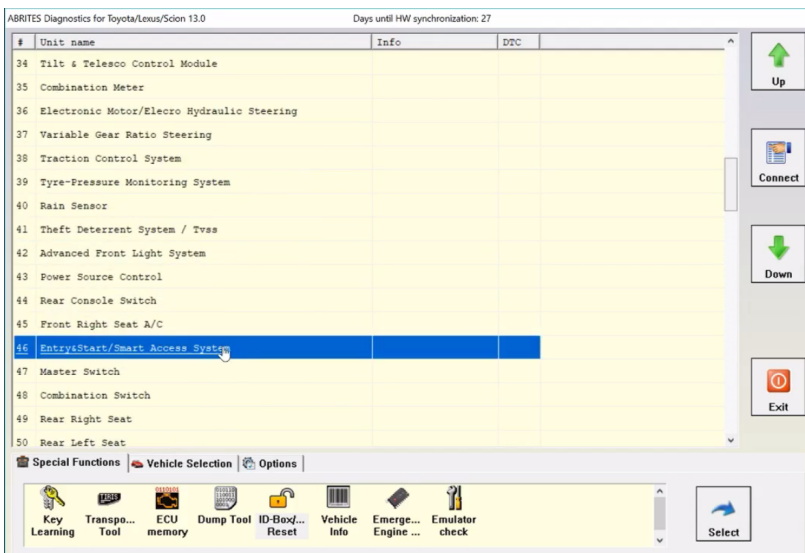 ABRITES Diagnostics for Toyota/Lexus/Scion 13.0 Days until HW synchronization: 27
# Unit name Info DTC
34 Tilt & Telesco Control Module
35 Combination Meter
36 Electronic Motor/Elecro Hydraulic Steering
37 Variable Gear Ratio Steering
38 Traction Control System
39 Tyre-Pressure Monitoring System
40 Rain Sensor
41 Theft Deterrent System / Tvss
42 Advanced Front Light System
43 Power Source Control
44 Rear Console Switch
45 Front Right Seat A/C
46 Entry&Start/Smart Access System
47 Master Switch
48 Combination Switch
49 Rear Right Seat
50 Rear Left Seat
Up
Connect
Down
Exit
Special Functions Vehicle Selection Options
Key Learning
TIRIS
Transpo... Tool
ECU memory
Dump Tool
ID-Box/... Reset
Vehicle Info
Emerge... Engine ...
Emulator check
Select